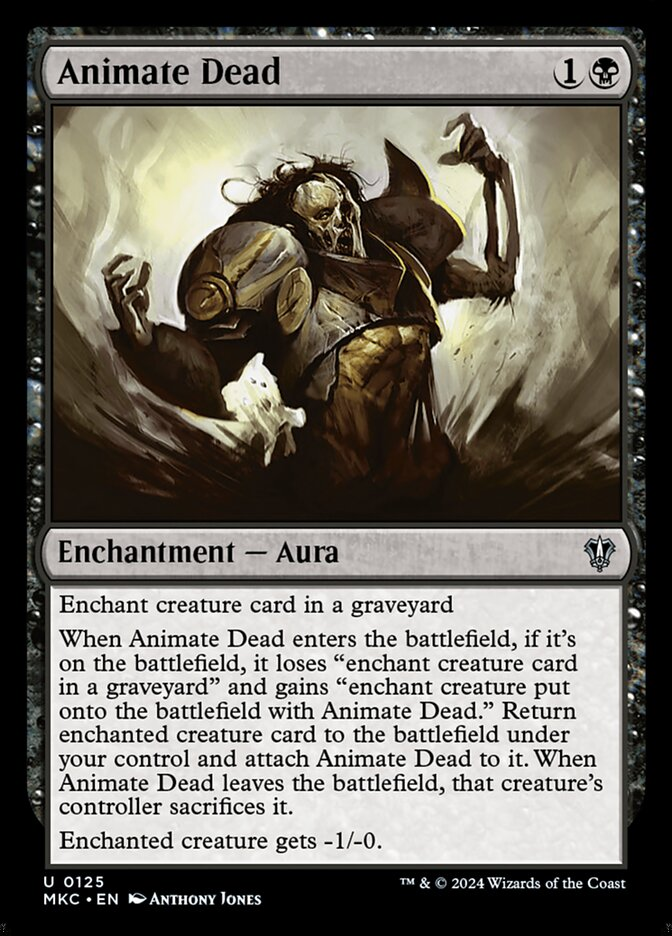 Animate Dead 1
Enchantment — Aura
Enchant creature card in a graveyard
When Animate Dead enters the battlefield, if it's
on the battlefield, it loses “enchant creature card
in a graveyard” and gains “enchant creature put
onto the battlefield with Animate Dead.” Return
enchanted creature card to the battlefield under
your control and attach Animate Dead to it. When
Animate Dead leaves the battlefield, that creature's
controller sacrifices it.
Enchanted creature gets -1/-0.
U 0125
MKC • EN Anthony Jones
™ & © 2024 Wizards of the Coast